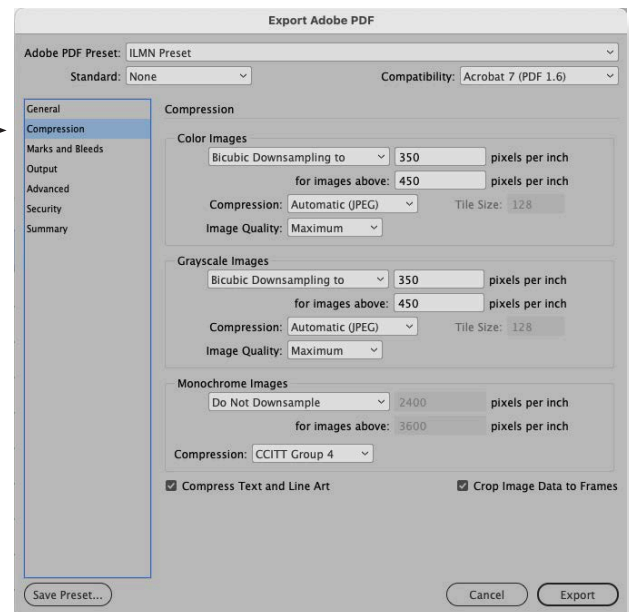 Export Adobe PDF
Adobe PDF Preset: ILMN Preset
Standard: None Compatibility: Acrobat 7 (PDF 1.6)
General
Compression
Marks and Bleeds
Output
Advanced
Security
Summary
Compression
Color Images
Bicubic Downsampling to 350 pixels per inch
for images above: 450
Compression: Automatic (JPEG) Tile Size: 128
Image Quality: Maximum
Grayscale Images
Bicubic Downsampling to 350 pixels per inch
for images above: 450 pixels per inch
Compression: Automatic (JPEG) Tile Size: 128
Image Quality: Maximum
Monochrome Images
Do Not Downsample 2400 pixels per inch
for images above: 3600 pixels per inch
Compression: CCITT Group 4
Compress Text and Line Art Crop Image Data to Frames
Save Preset... Cancel Export